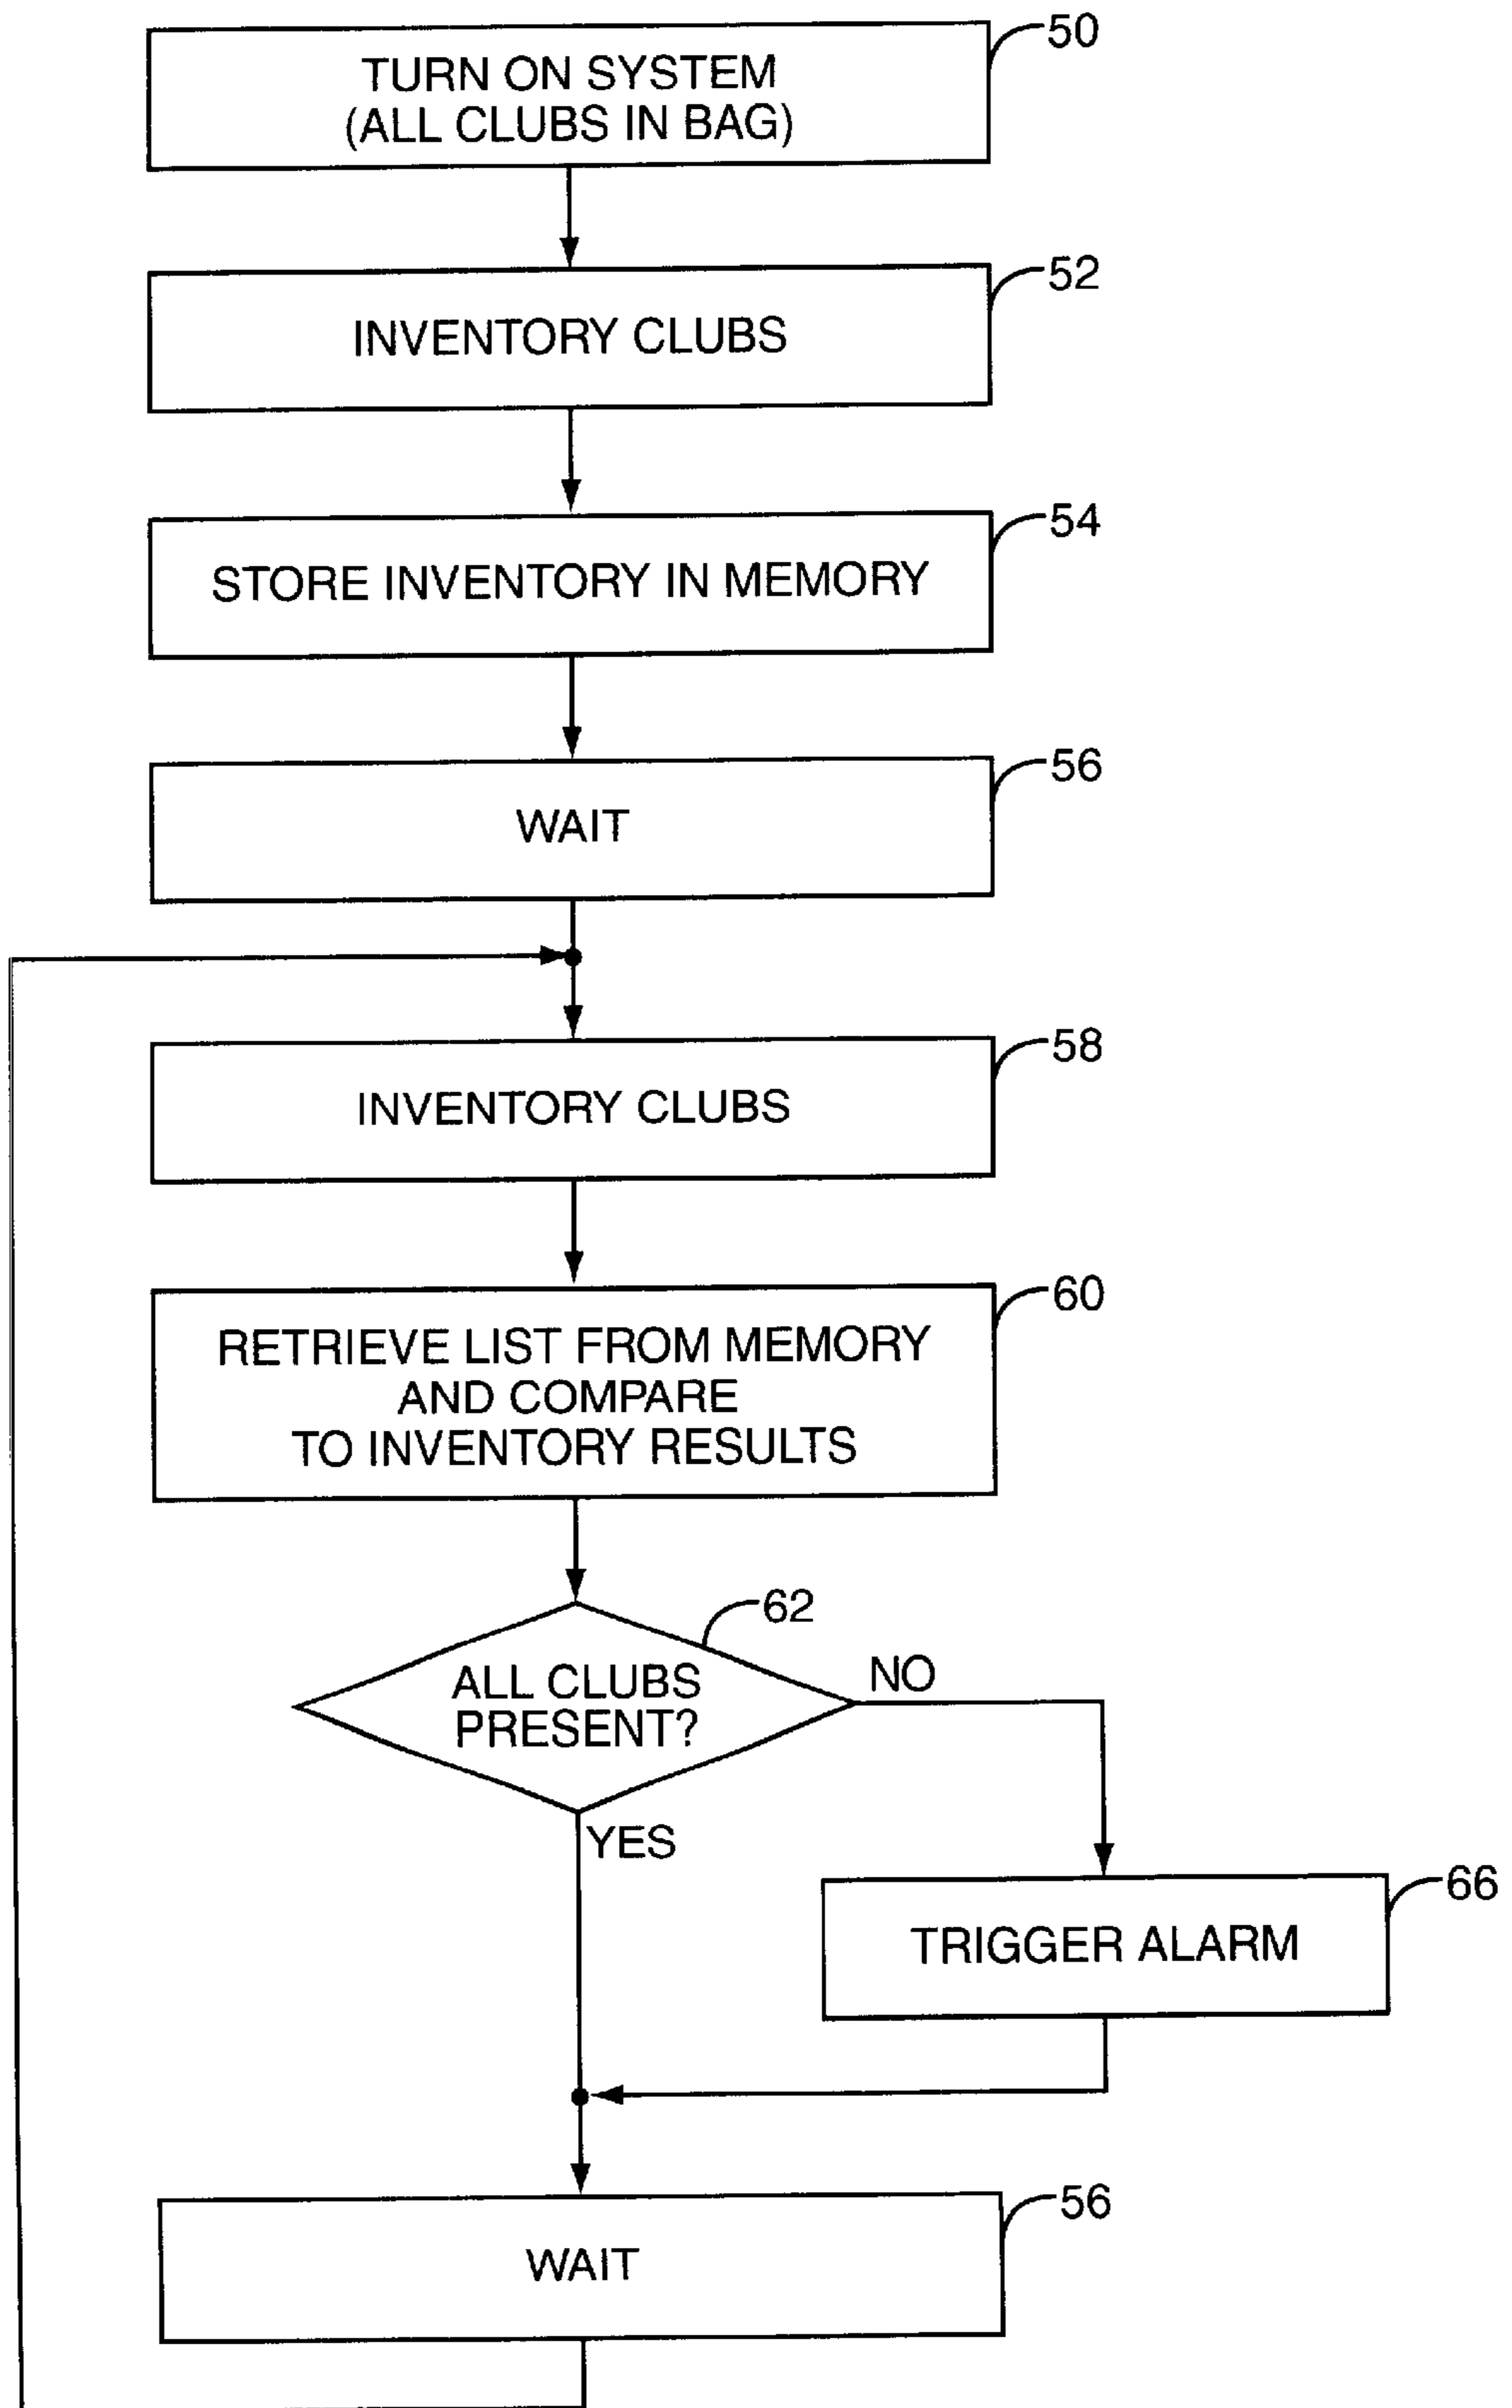 50
TURN ON SYSTEM
(ALL CLUBS IN BAG)
52
INVENTORY CLUBS
54
STORE INVENTORY IN MEMORY
56
WAIT
58
INVENTORY CLUBS
60
RETRIEVE LIST FROM MEMORY
AND COMPARE
TO INVENTORY RESULTS
62
ALL CLUBS
PRESENT?
NO
YES
66
TRIGGER ALARM
56
WAIT